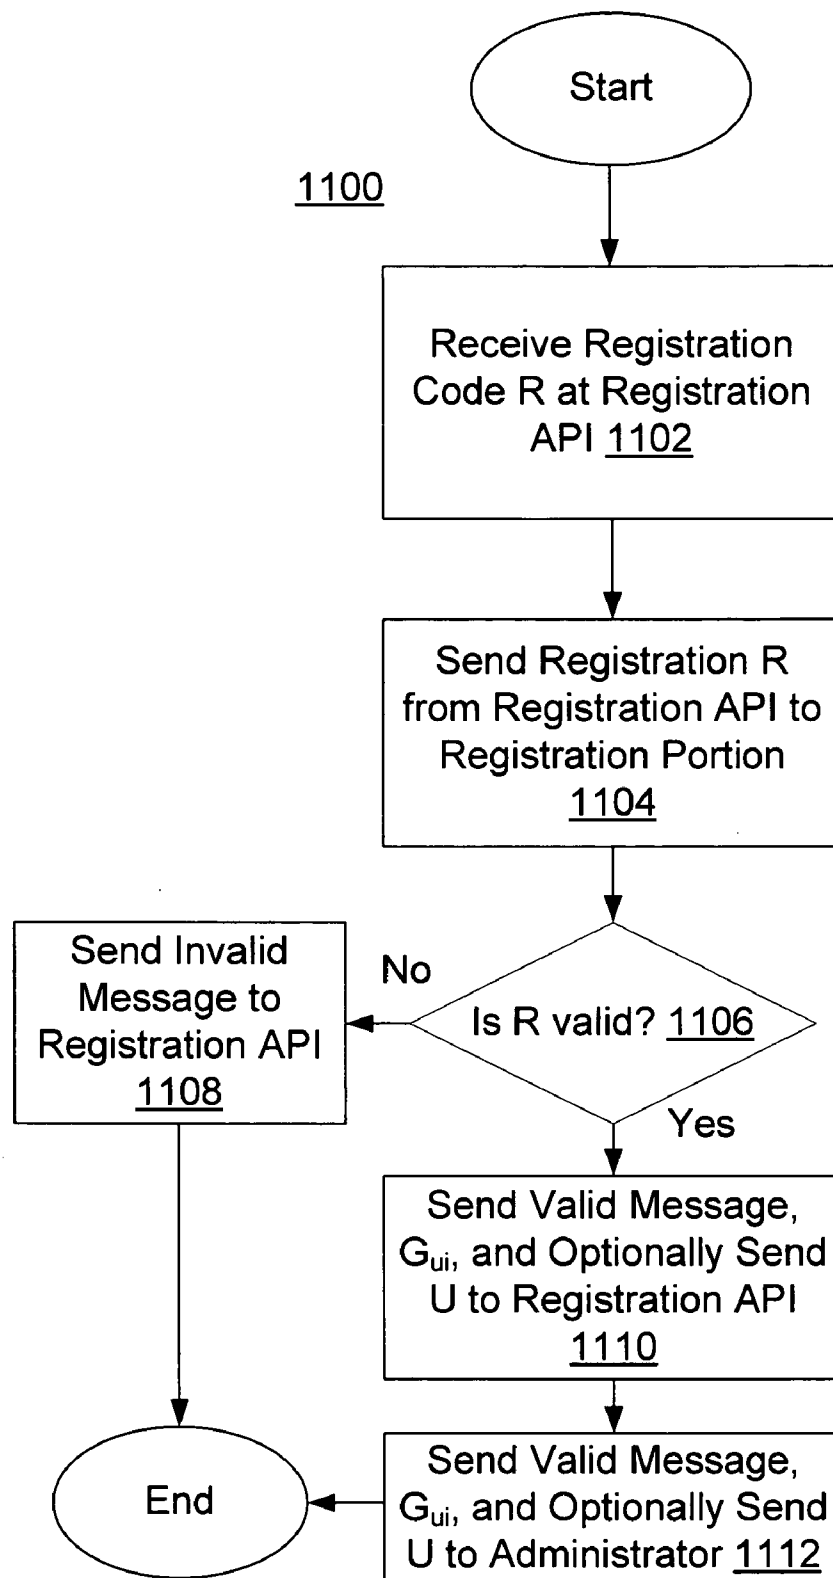 Start
1100
Receive Registration
Code R at Registration
API 1102
Send Registration R
from Registration API to
Registration Portion
1104
Send Invalid
Message to
Registration API
1108
No
Is R valid? 1106
Yes
Send Valid Message,
Gui, and Optionally Send
U to Registration API
1110
Send Valid Message,
Gui, and Optionally Send
U to Administrator 1112
End